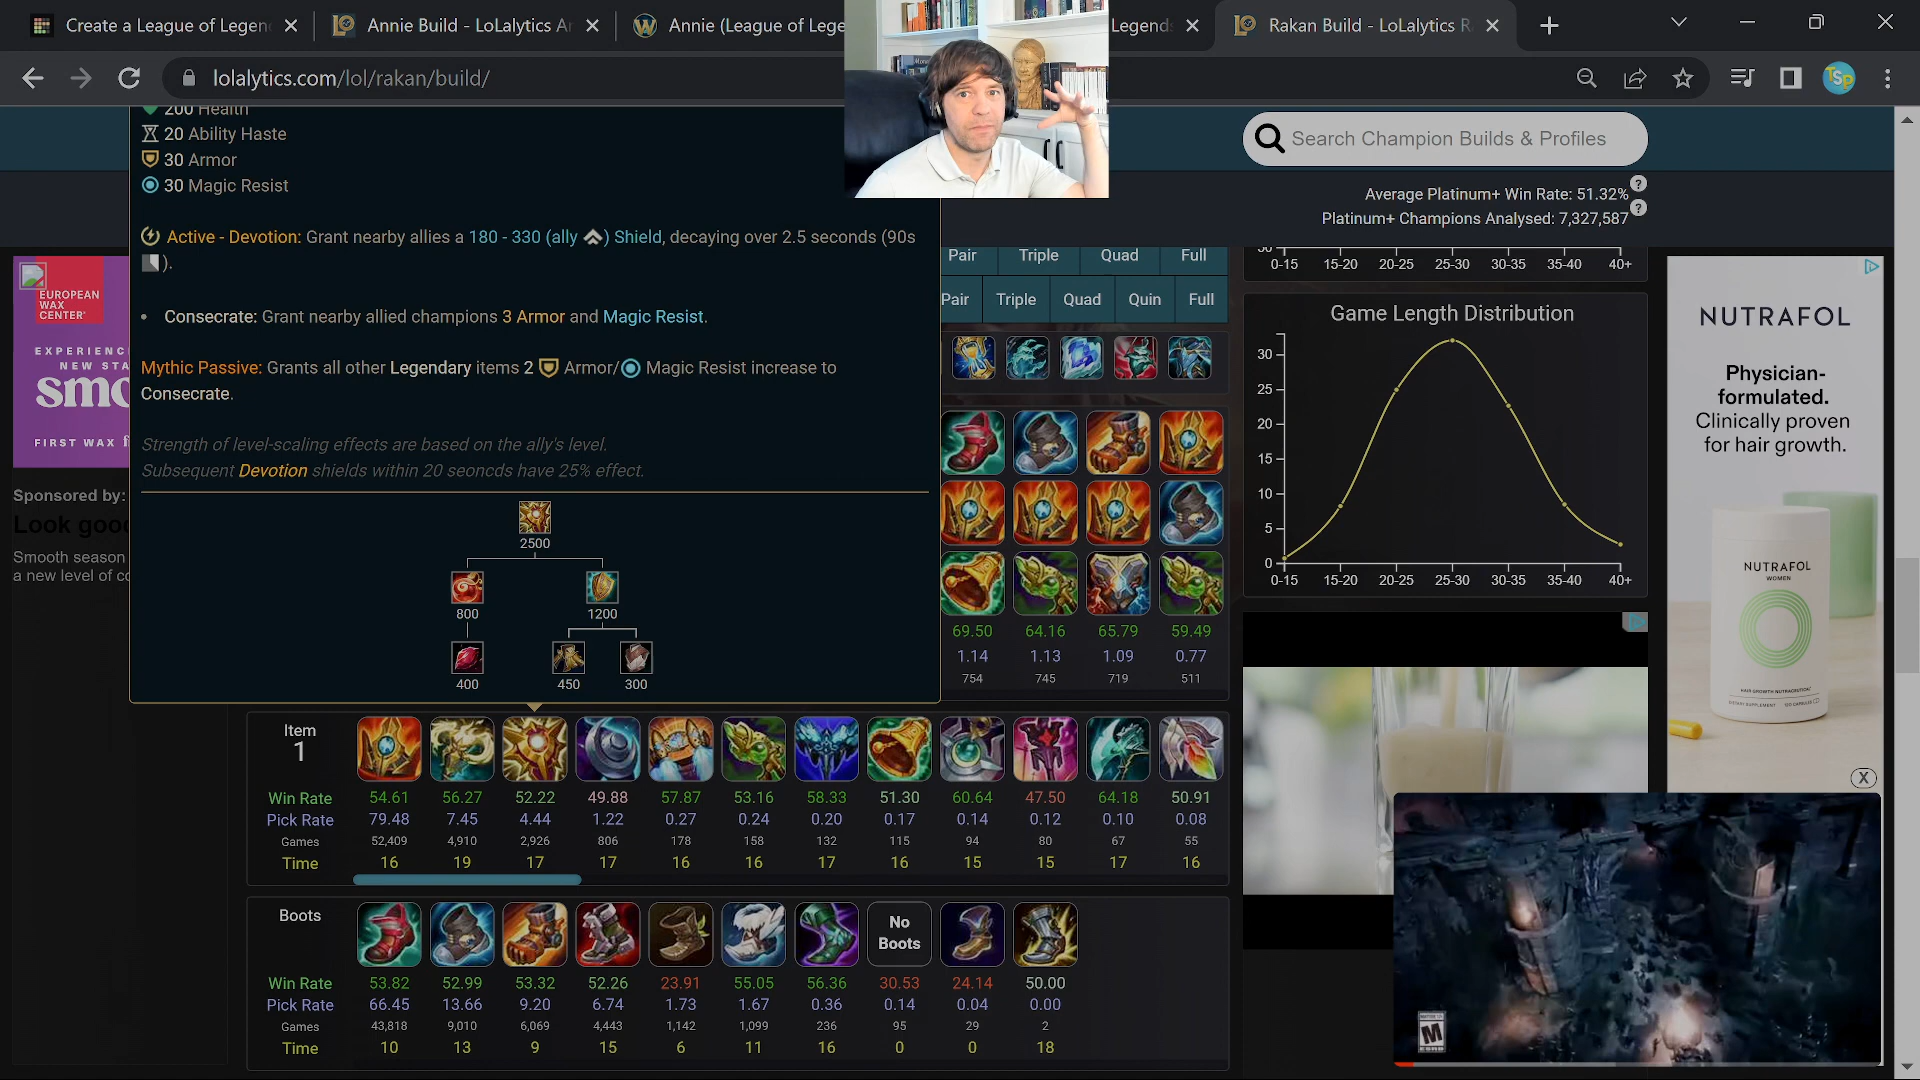 Create a League of Legen
Annie Build - LoLalytics A
Annie (League of Lege
Legend
Rakan Build - LoLalytics R
lolalytics.com/lol/rakan/build/
TSp
200 Health
20 Ability Haste
30 Armor
30 Magic Resist
Active - Devotion: Grant nearby allies a 180 - 330 (ally ) Shield, decaying over 2.5 seconds (90s
).
• Consecrate: Grant nearby allied champions 3 Armor and Magic Resist.
Mythic Passive: Grants all other Legendary items 2 Armor/ Magic Resist increase to
Consecrate.
Strength of level-scaling effects are based on the ally's level.
Subsequent Devotion shields within 20 seoncds have 25% effect.
2500
800 1200
400 450 300
Search Champion Builds & Profiles
Average Platinum+ Win Rate: 51.32% ?
Platinum+ Champions Analysed: 7,327,587 ?
Pair Triple Quad Full
Pair Triple Quad Quin Full
69.50 64.16 65.79 59.49
1.14 1.13 1.09 0.77
754 745 719 511
0-15 15-20 20-25 25-30 30-35 35-40 40+
Game Length Distribution
30
25
20
15
10
5
0
0-15 15-20 20-25 25-30 30-35 35-40 40+
Item
1
Win Rate 54.61 56.27 52.22 49.88 57.87 53.16 58.33 51.30 60.64 47.50 64.18 50.91
Pick Rate 79.48 7.45 4.44 1.22 0.27 0.24 0.20 0.17 0.14 0.12 0.10 0.08
Games 52,409 4,910 2,926 806 178 158 132 115 94 80 67 55
Time 16 19 17 17 16 16 17 16 15 15 17 16
Boots
No
Boots
Win Rate 53.82 52.99 53.32 52.26 23.91 55.05 56.36 30.53 24.14 50.00
Pick Rate 66.45 13.66 9.20 6.74 1.73 1.67 0.36 0.14 0.04 0.00
Games 43,818 9,010 6,069 4,443 1,142 1,099 236 95 29 2
Time 10 13 9 15 6 11 16 0 0 18
EUROPEAN
WAX
CENTER
EXPERIENC
NEW STA
smo
FIRST WAX
Sponsored by:
Look goo
Smooth season
a new level of co
NUTRAFOL
Physician-
formulated.
Clinically proven
for hair growth.
NUTRAFOL
WOMEN
X
M